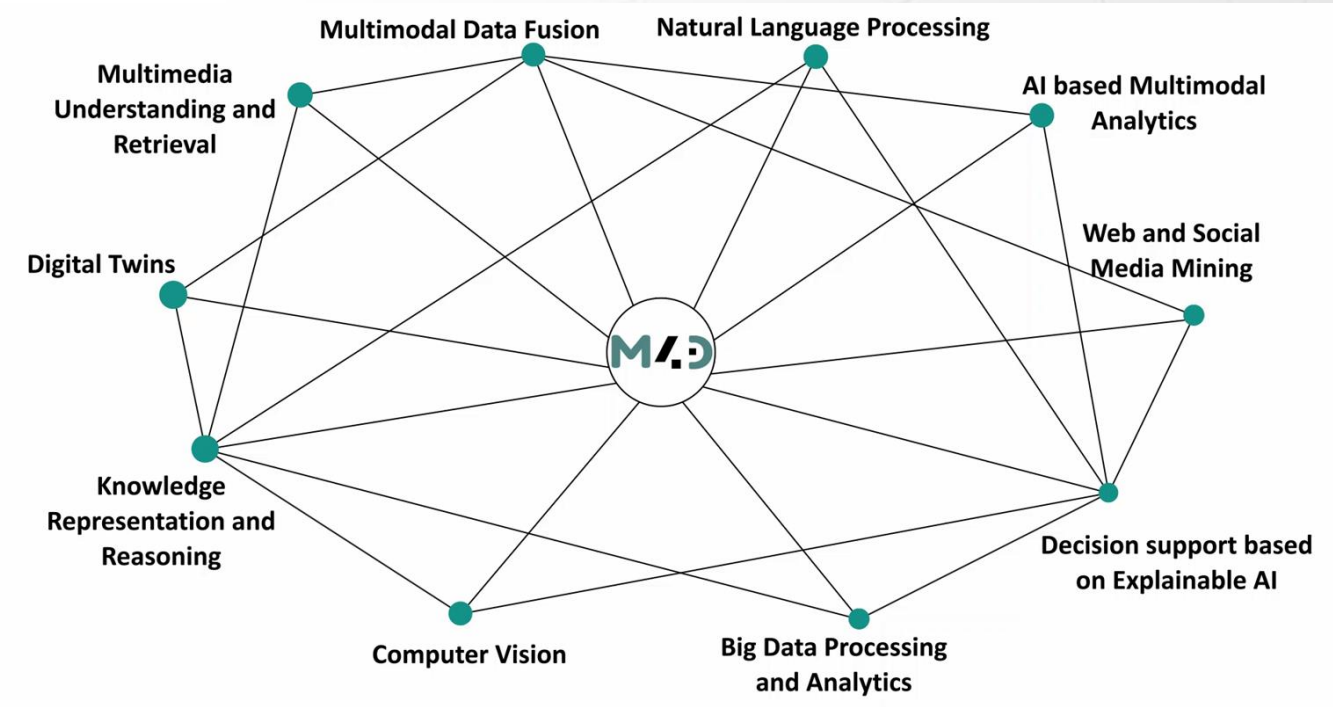 Multimodal Data Fusion
Natural Language Processing
Multimedia
Understanding and
Retrieval
AI based Multimodal
Analytics
Web and Social
Media Mining
Digital Twins
M4D
Knowledge
Representation and
Reasoning
Decision support based
on Explainable AI
Computer Vision
Big Data Processing
and Analytics